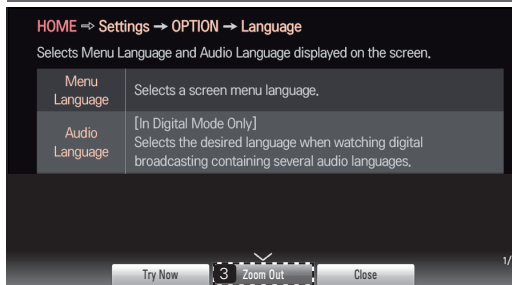 HOME ⇨ Settings → OPTION → Language
Selects Menu Language and Audio Language displayed on the screen.
Menu
Language
Selects a screen menu language.
Audio
Language
[In Digital Mode Only]
Selects the desired language when watching digital
broadcasting containing several audio languages.
1/
Try Now 3 Zoom Out Close